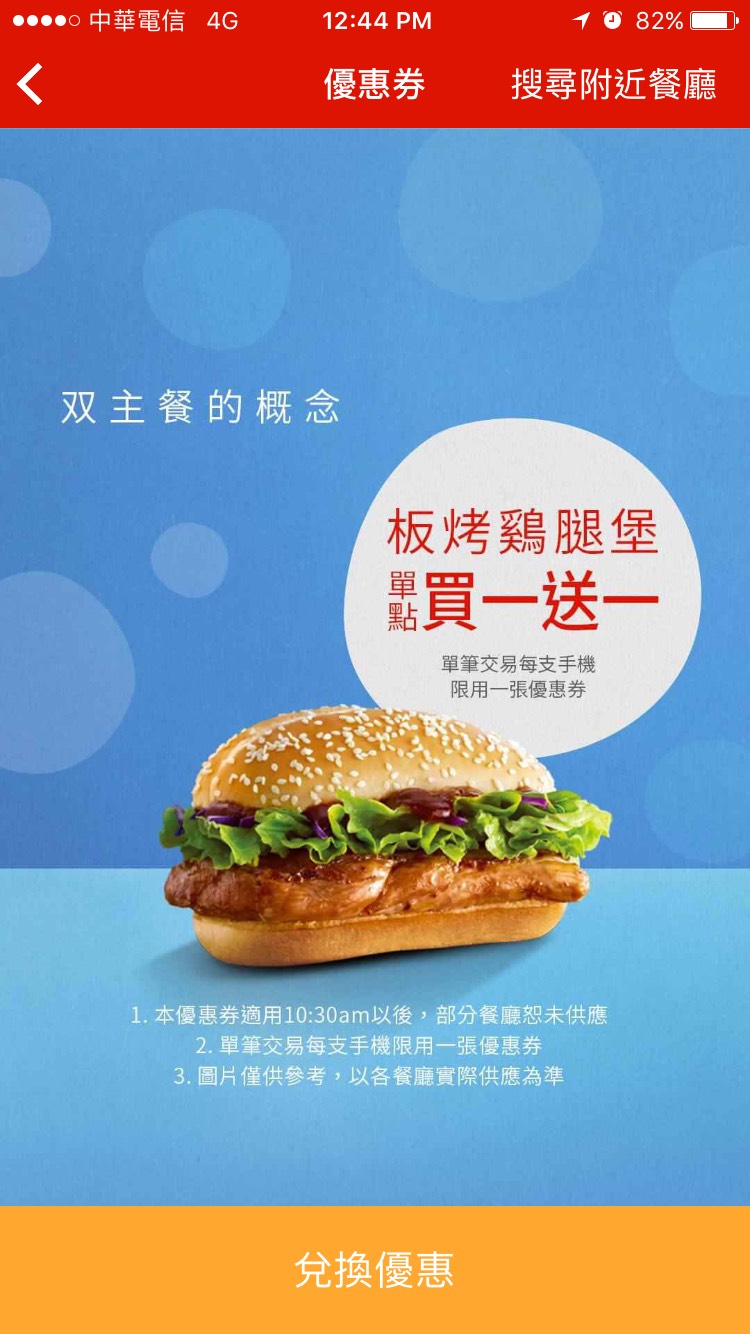 中華電信 4G 12:44 PM 82%
優惠券 搜尋附近餐廳
双主餐的概念
板烤鷄腿堡
單點買一送一
單筆交易每支手機
限用一張優惠券
1. 本優惠券適用10:30am以後，部分餐廳恕未供應
2. 單筆交易每支手機限用一張優惠券
3. 圖片僅供參考，以各餐廳實際供應為準
兌換優惠